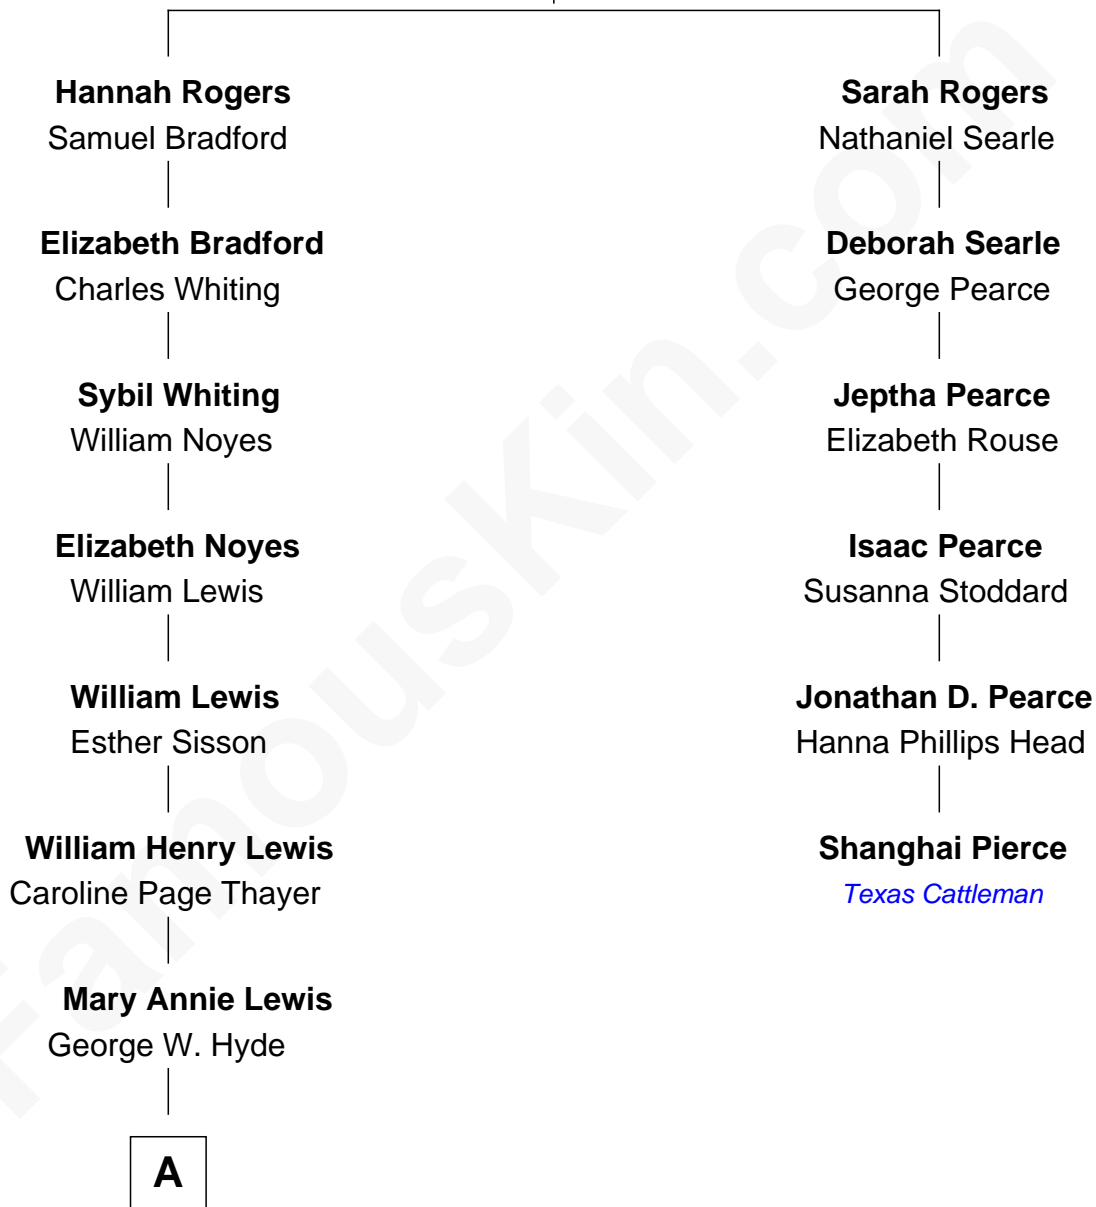 Hannah Rogers
Samuel Bradford
Elizabeth Bradford
Charles Whiting
Sybil Whiting
William Noyes
Elizabeth Noyes
William Lewis
William Lewis
Esther Sisson
William Henry Lewis
Caroline Page Thayer
Mary Annie Lewis
George W. Hyde
A
Sarah Rogers
Nathaniel Searle
Deborah Searle
George Pearce
Jeptha Pearce
Elizabeth Rouse
Isaac Pearce
Susanna Stoddard
Jonathan D. Pearce
Hanna Phillips Head
Shanghai Pierce
Texas Cattleman
FamousKin.com